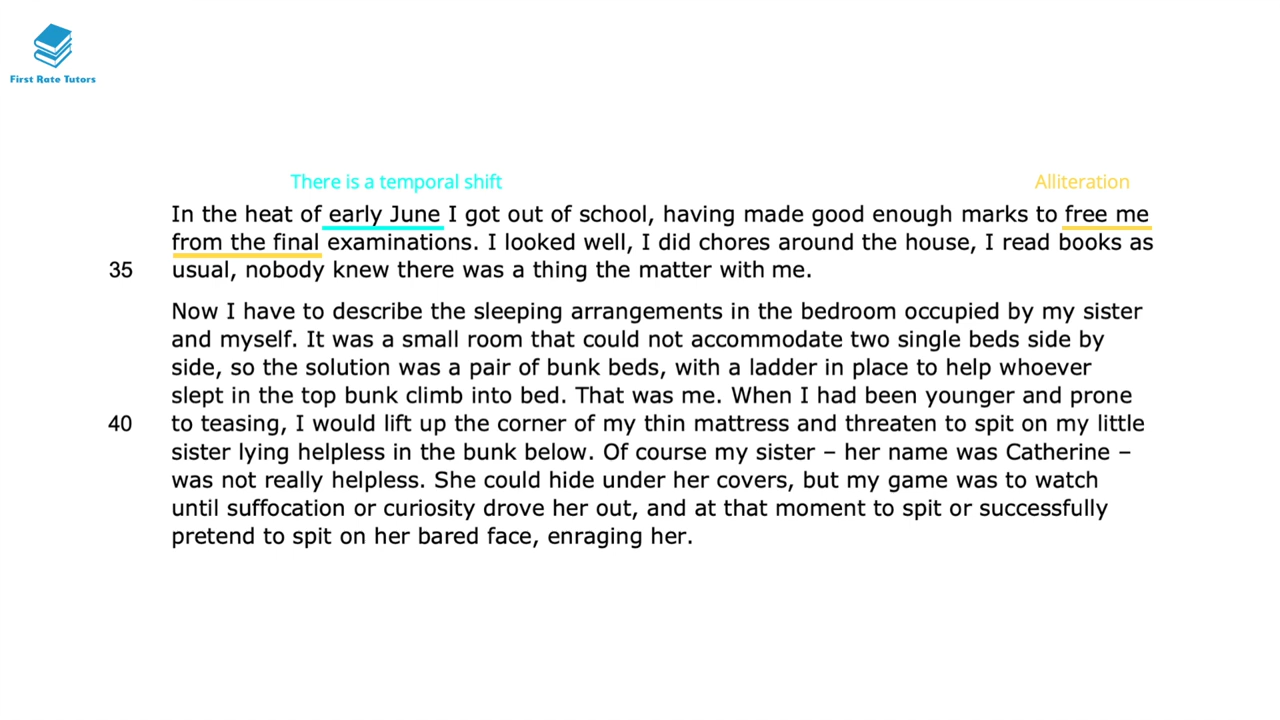 First Rate Tutors
There is a temporal shift
Alliteration
In the heat of early June I got out of school, having made good enough marks to free me
from the final examinations. I looked well, I did chores around the house, I read books as
35 usual, nobody knew there was a thing the matter with me.
Now I have to describe the sleeping arrangements in the bedroom occupied by my sister
and myself. It was a small room that could not accommodate two single beds side by
side, so the solution was a pair of bunk beds, with a ladder in place to help whoever
slept in the top bunk climb into bed. That was me. When I had been younger and prone
40 to teasing, I would lift up the corner of my thin mattress and threaten to spit on my little
sister lying helpless in the bunk below. Of course my sister – her name was Catherine –
was not really helpless. She could hide under her covers, but my game was to watch
until suffocation or curiosity drove her out, and at that moment to spit or successfully
pretend to spit on her bared face, enraging her.